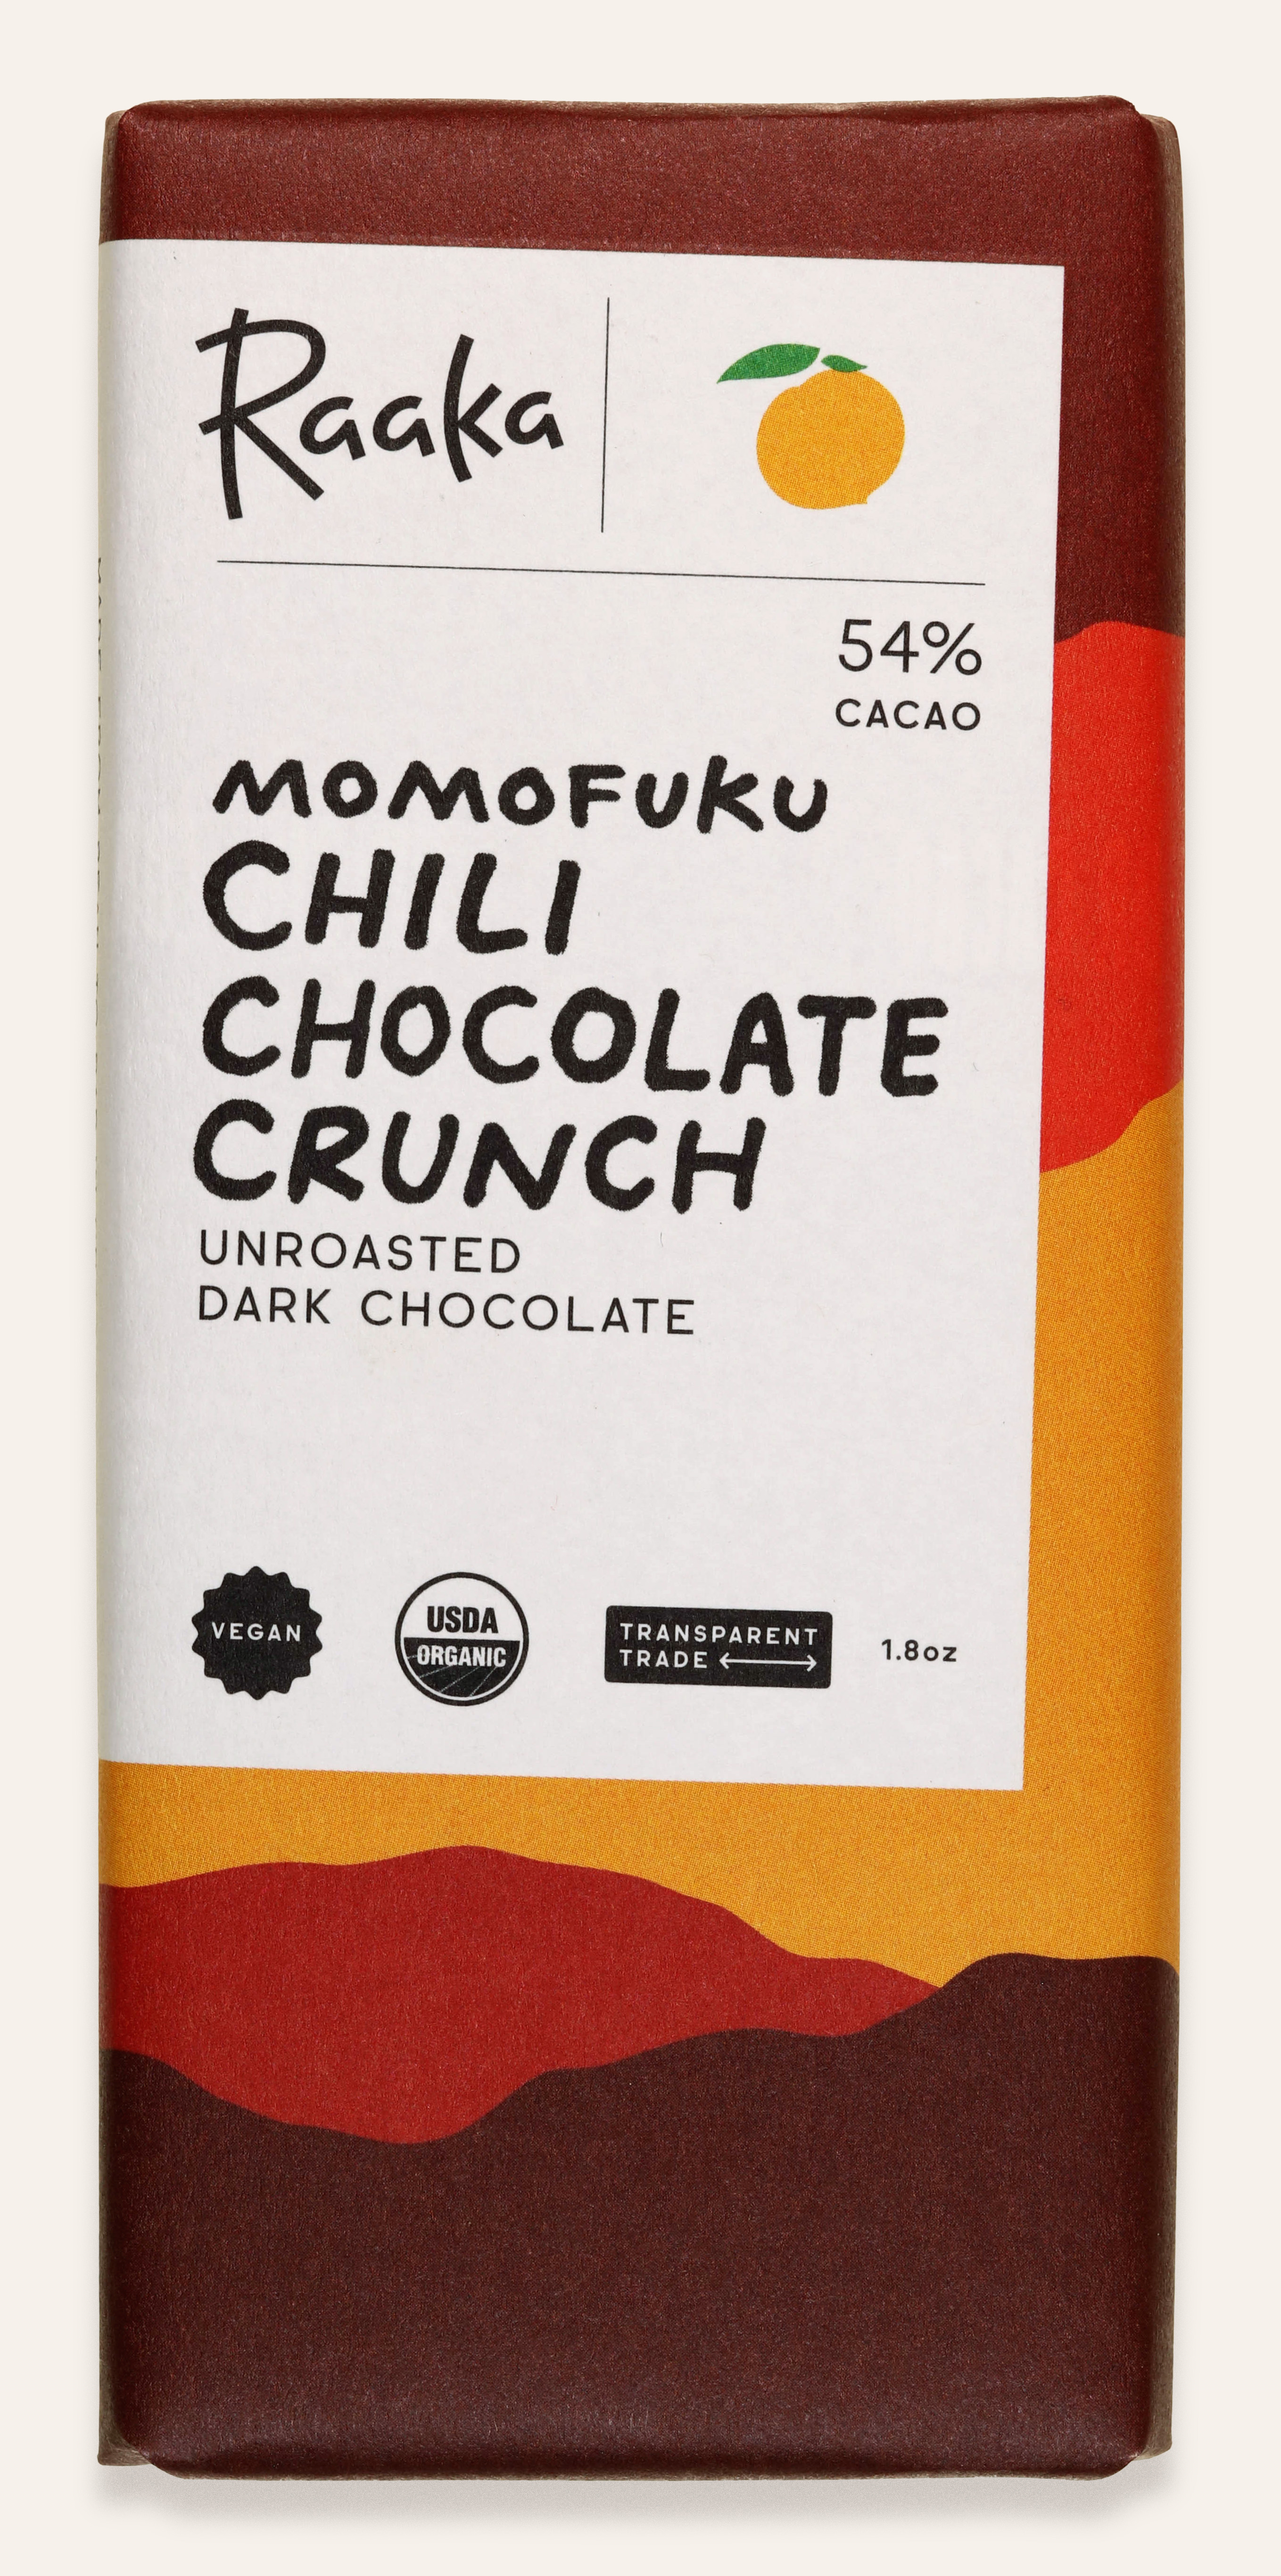 Raaka
54%
CACAO
MOMOFUKU
CHILI
CHOCOLATE
CRUNCH
UNROASTED
DARK CHOCOLATE
VEGAN
USDA
ORGANIC
TRANSPARENT
TRADE
1.8oz